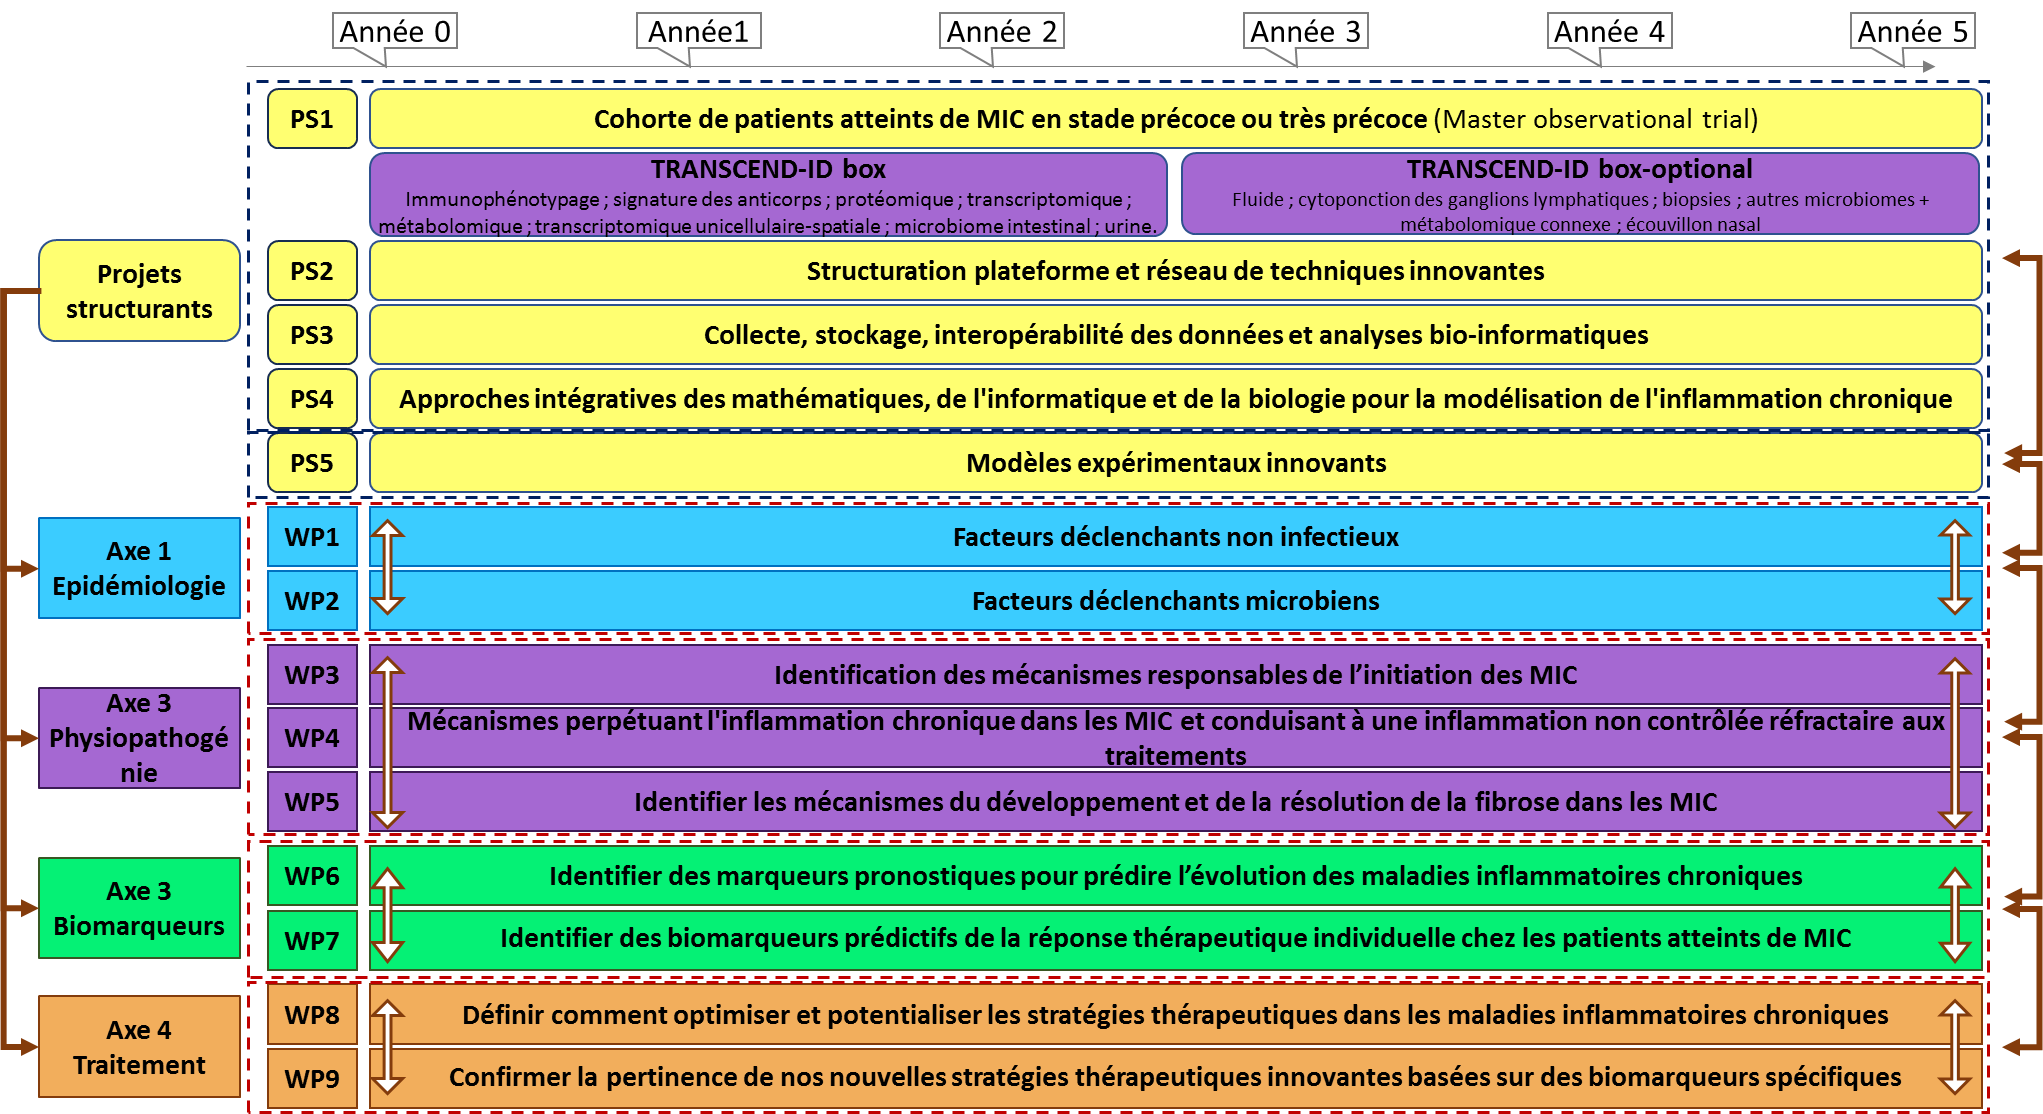 Année 0
Année1
Année 2
Année 3
Année 4
Année 5
PS1
Cohorte de patients atteints de MIC en stade précoce ou très précoce (Master observational trial)
TRANSCEND-ID box
Immunophénotypage ; signature des anticorps ; protéomique ; transcriptomique ;
métabolomique ; transcriptomique unicellulaire-spatiale ; microbiome intestinal ; urine.
TRANSCEND-ID box-optional
Fluide ; cytoponction des ganglions lymphatiques ; biopsies ; autres microbiomes +
métabolomique connexe ; écouvillon nasal
Projets
structurants
PS2
Structuration plateforme et réseau de techniques innovantes
PS3
Collecte, stockage, interopérabilité des données et analyses bio-informatiques
PS4
Approches intégratives des mathématiques, de l'informatique et de la biologie pour la modélisation de l'inflammation chronique
PS5
Modèles expérimentaux innovants
Axe 1
Epidémiologie
WP1
Facteurs déclenchants non infectieux
WP2
Facteurs déclenchants microbiens
Axe 3
Physiopathogé
nie
WP3
Identification des mécanismes responsables de l’initiation des MIC
WP4
Mécanismes perpétuant l'inflammation chronique dans les MIC et conduisant à une inflammation non contrôlée réfractaire aux
traitements
WP5
Identifier les mécanismes du développement et de la résolution de la fibrose dans les MIC
Axe 3
Biomarqueurs
WP6
Identifier des marqueurs pronostiques pour prédire l’évolution des maladies inflammatoires chroniques
WP7
Identifier des biomarqueurs prédictifs de la réponse thérapeutique individuelle chez les patients atteints de MIC
Axe 4
Traitement
WP8
Définir comment optimiser et potentialiser les stratégies thérapeutiques dans les maladies inflammatoires chroniques
WP9
Confirmer la pertinence de nos nouvelles stratégies thérapeutiques innovantes basées sur des biomarqueurs spécifiques